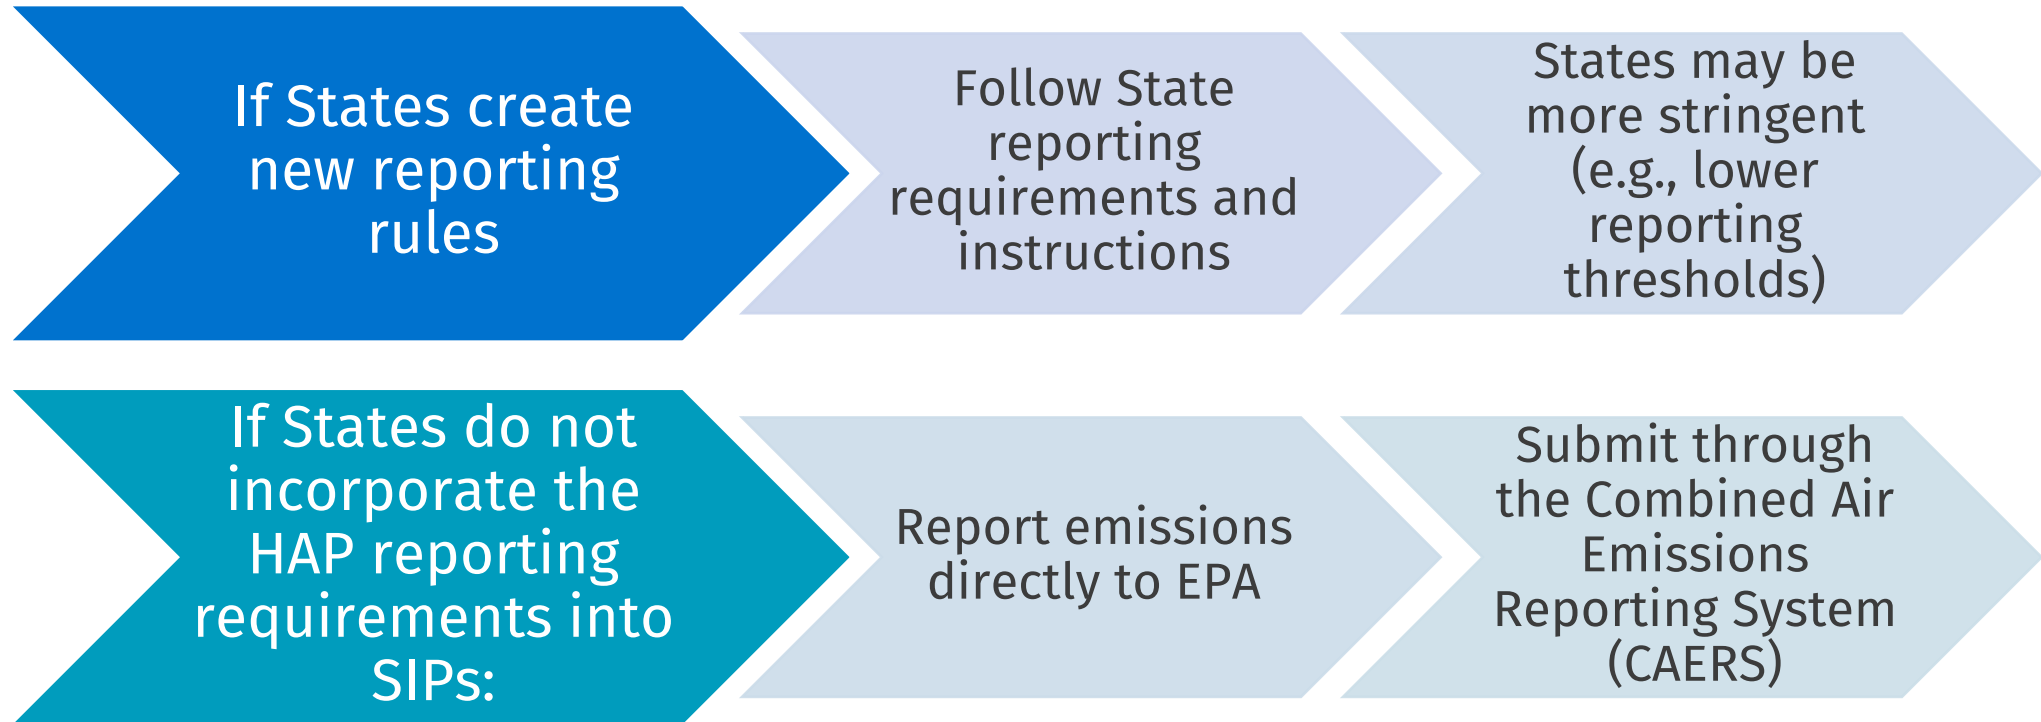 If States create
new reporting
rules
Follow State
reporting
requirements and
instructions
States may be
more stringent
(e.g., lower
reporting
thresholds)
If States do not
incorporate the
HAP reporting
requirements into
SIPs:
Report emissions
directly to EPA
Submit through
the Combined Air
Emissions
Reporting System
(CAERS)